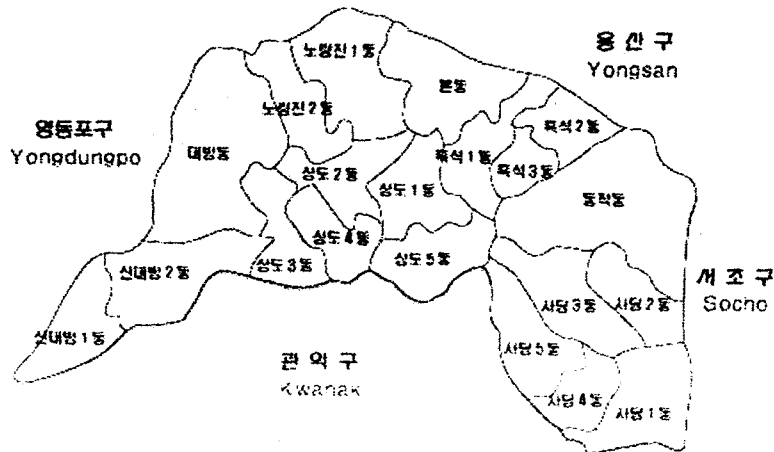 용산구
Yongsan
영등포구
Yongdungpo
노량진1동
노량진2동
본동
대방동
흑석2동
흑석1동
흑석3동
상도2동
상도1동
동작동
상도4동
상도3동
상도5동
신대방2동
신대방1동
서초구
Socho
사당3동
사당2동
사당5동
사당4동
사당1동
관악구
Kwanak